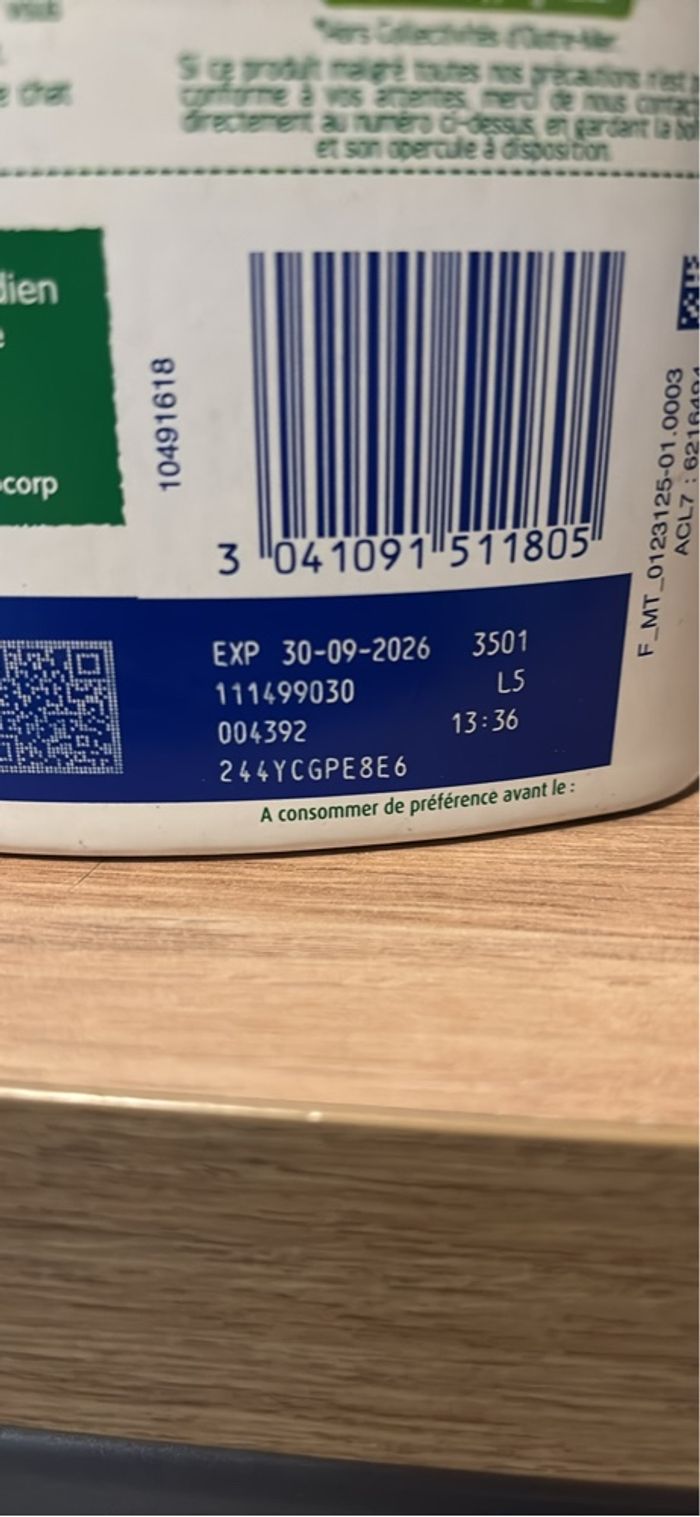 vous
*Hors Collectivités d'Outre-Mer.
e chat
Si ce produit malgré toutes nos précautions n'est
conforme à vos attentes, merci de nous
directement au numéro ci-dessus, en gardant la
et son opercule à disposition.
dien
e
corp
10491618
3 041091 511805
F_MT_0123125-01.0003
ACL7 :
EXP 30-09-2026 3501
111499030 L5
004392 13:36
244YCGPE8E6
A consommer de préférence avant le :